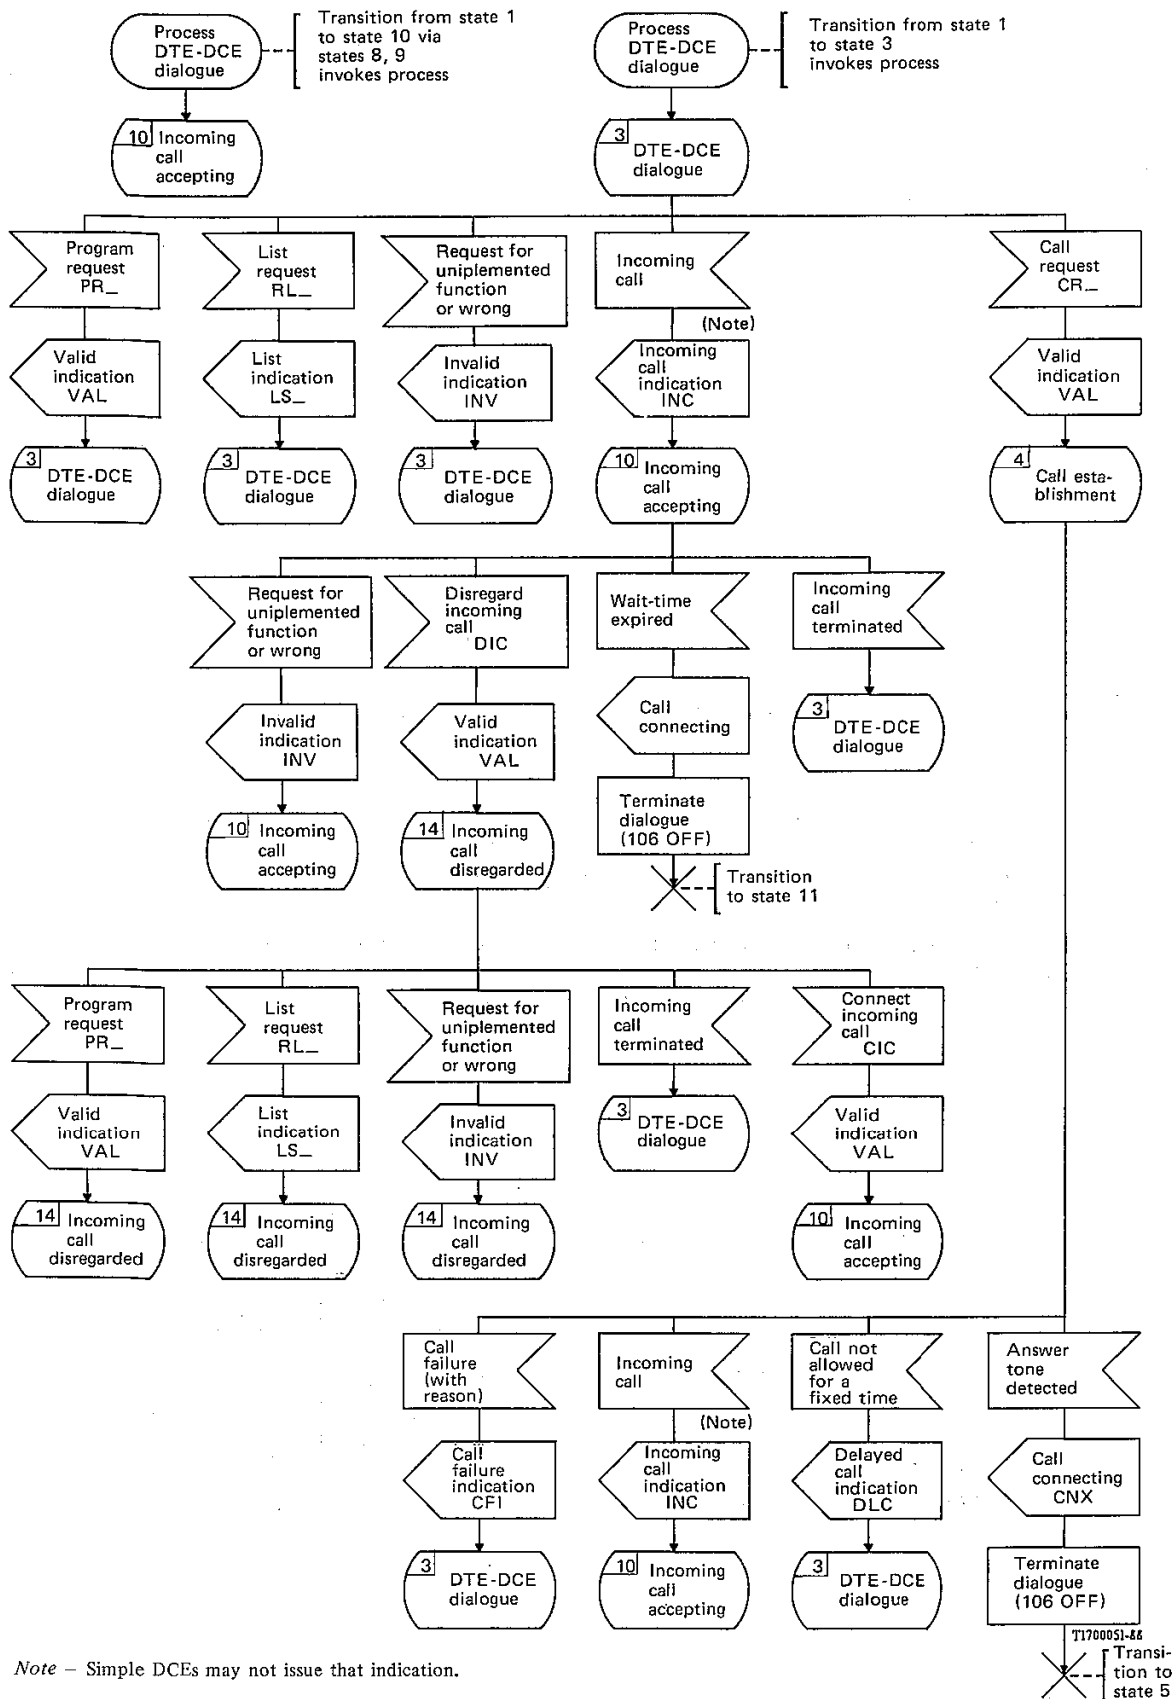 Process
DTE-DCE
dialogue
Transition from state 1
to state 10 via
states 8, 9
invokes process
Process
DTE-DCE
dialogue
Transition from state 1
to state 3
invokes process
10 Incoming
call
accepting
3
DTE-DCE
dialogue
Program
request
PR_
List
request
RL_
Request for
uniplemented
function
or wrong
Incoming
call
(Note)
Call
request
CR_
Valid
indication
VAL
List
indication
LS_
Invalid
indication
INV
Incoming
call
indication
INC
Valid
indication
VAL
3
DTE-DCE
dialogue
3
DTE-DCE
dialogue
3
DTE-DCE
dialogue
10
Incoming
call
accepting
4
Call esta-
blishment
Request for
uniplemented
function
or wrong
Disregard
incoming
call
DIC
Wait-time
expired
Incoming
call
terminated
Invalid
indication
INV
Valid
indication
VAL
Call
connecting
3
DTE-DCE
dialogue
10 Incoming
call
accepting
14 Incoming
call
disregarded
Terminate
dialogue
(106 OFF)
Transition
to state 11
Program
request
PR_
List
request
RL_
Request for
uniplemented
function
or wrong
Incoming
call
terminated
Connect
incoming
call
CIC
Valid
indication
VAL
List
indication
LS_
Invalid
indication
INV
3
DTE-DCE
dialogue
Valid
indication
VAL
14 Incoming
call
disregarded
14 Incoming
call
disregarded
14 Incoming
call
disregarded
10 Incoming
call
accepting
Call
failure
(with
reason)
Incoming
call
(Note)
Call not
allowed
for a
fixed time
Answer
tone
detected
Call
failure
indication
CFI
Incoming
call
indication
INC
Delayed
call
indication
DLC
Call
connecting
CNX
3
DTE-DCE
dialogue
10 Incoming
call
accepting
3
DTE-DCE
dialogue
Terminate
dialogue
(106 OFF)
T1700051-88
Transi-
tion to
state 5
Note – Simple DCEs may not issue that indication.